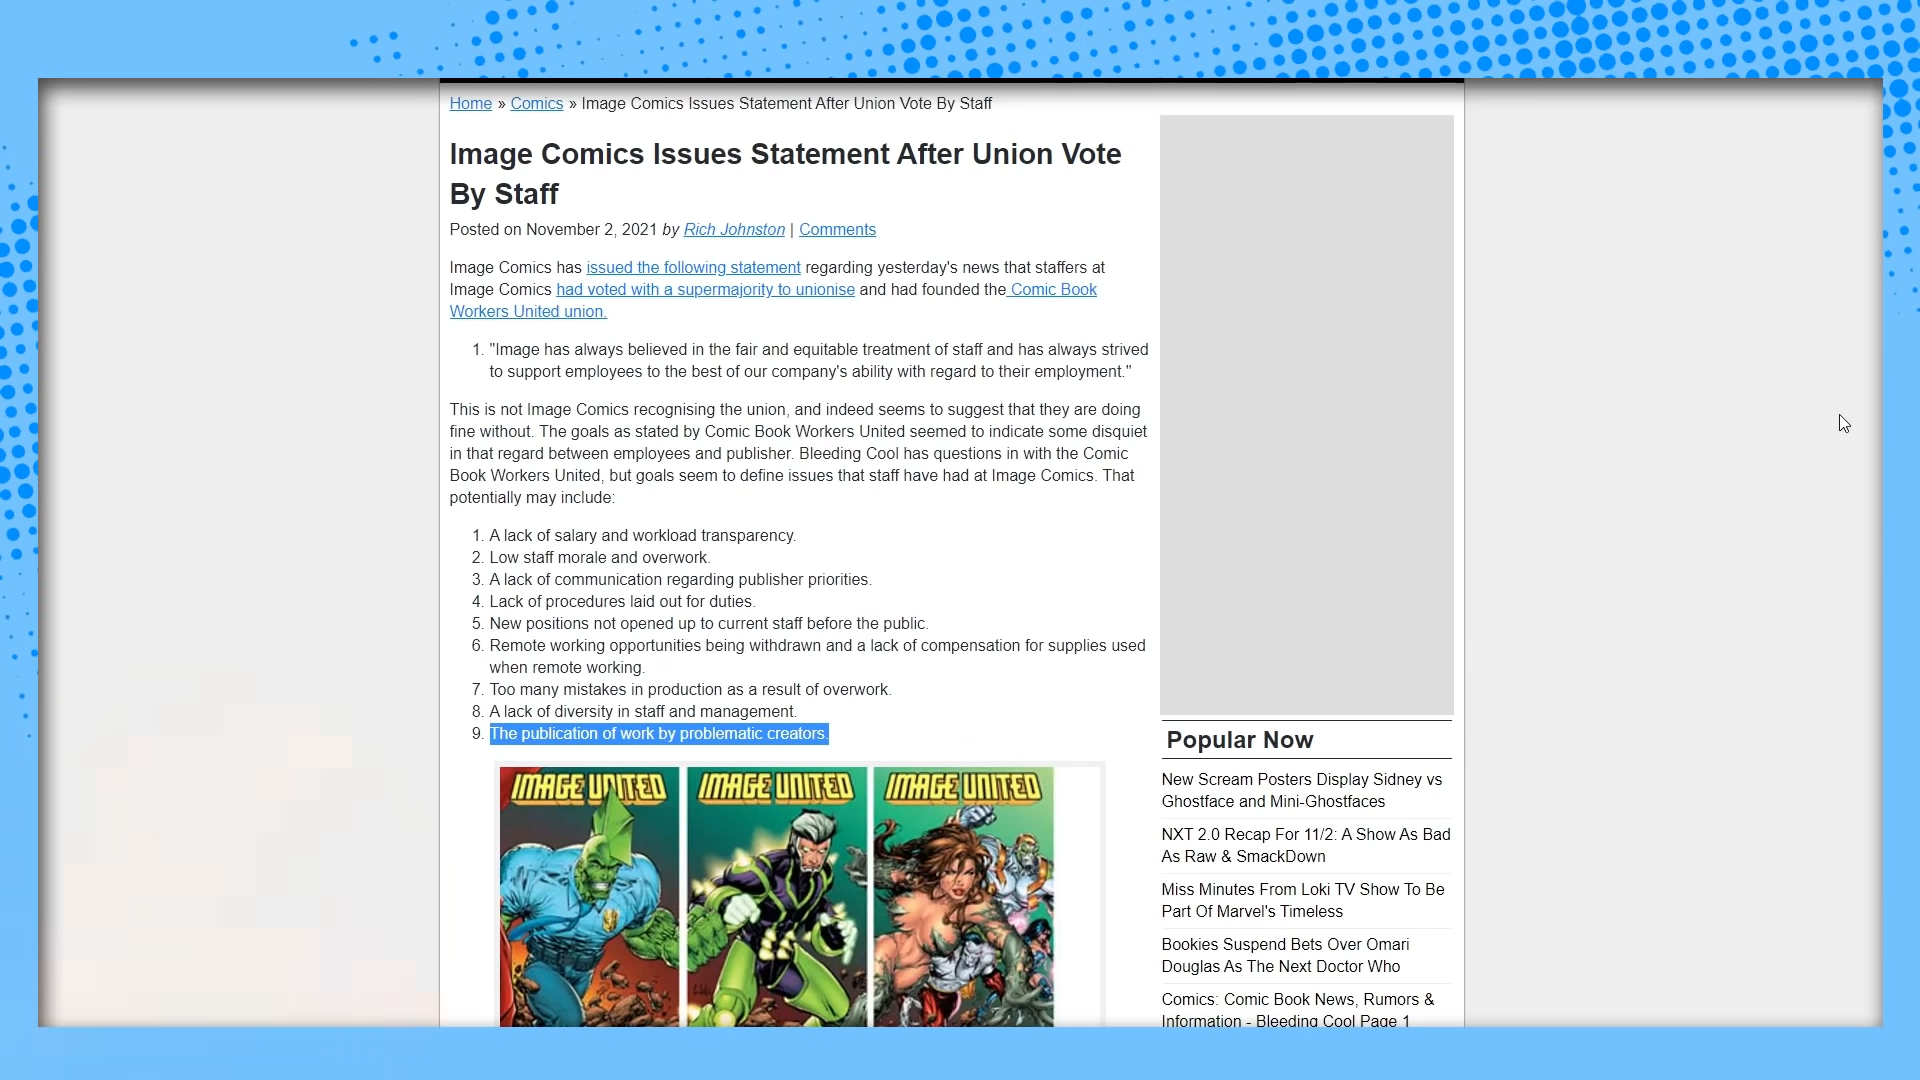 Home » Comics » Image Comics Issues Statement After Union Vote By Staff
Image Comics Issues Statement After Union Vote
By Staff
Posted on November 2, 2021 by Rich Johnston | Comments
Image Comics has issued the following statement regarding yesterday's news that staffers at
Image Comics had voted with a supermajority to unionise and had founded the Comic Book
Workers United union.
1. "Image has always believed in the fair and equitable treatment of staff and has always strived
to support employees to the best of our company's ability with regard to their employment."
This is not Image Comics recognising the union, and indeed seems to suggest that they are doing
fine without. The goals as stated by Comic Book Workers United seemed to indicate some disquiet
in that regard between employees and publisher. Bleeding Cool has questions in with the Comic
Book Workers United, but goals seem to define issues that staff have had at Image Comics. That
potentially may include:
1. A lack of salary and workload transparency.
2. Low staff morale and overwork.
3. A lack of communication regarding publisher priorities.
4. Lack of procedures laid out for duties.
5. New positions not opened up to current staff before the public.
6. Remote working opportunities being withdrawn and a lack of compensation for supplies used
when remote working.
7. Too many mistakes in production as a result of overwork.
8. A lack of diversity in staff and management.
9. The publication of work by problematic creators.
IMAGE UNITED
IMAGE UNITED
IMAGE UNITED
Popular Now
New Scream Posters Display Sidney vs
Ghostface and Mini-Ghostfaces
NXT 2.0 Recap For 11/2: A Show As Bad
As Raw & SmackDown
Miss Minutes From Loki TV Show To Be
Part Of Marvel's Timeless
Bookies Suspend Bets Over Omari
Douglas As The Next Doctor Who
Comics: Comic Book News, Rumors &
Information - Bleeding Cool Page 1